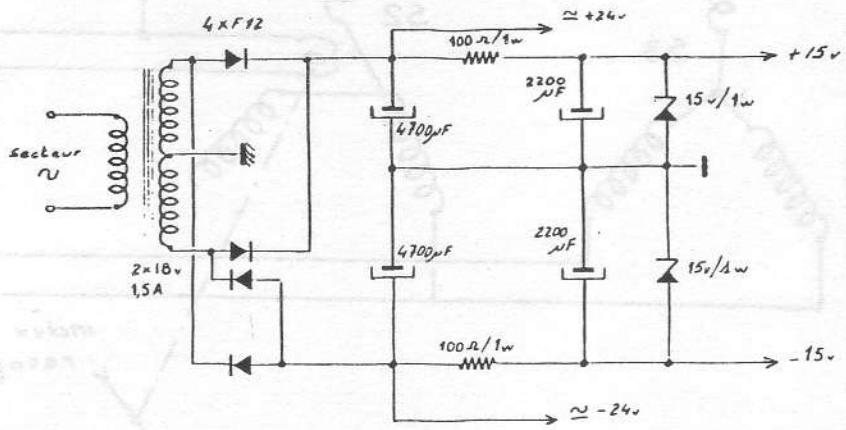 4×F12
≃ +24v
100Ω/1w
+15v
2200
µF
15v/1w
4700µF
secteur
~
2×18v
1,5A
4700µF
2200
µF
15v/1w
100Ω/1w
-15v
≃ -24v